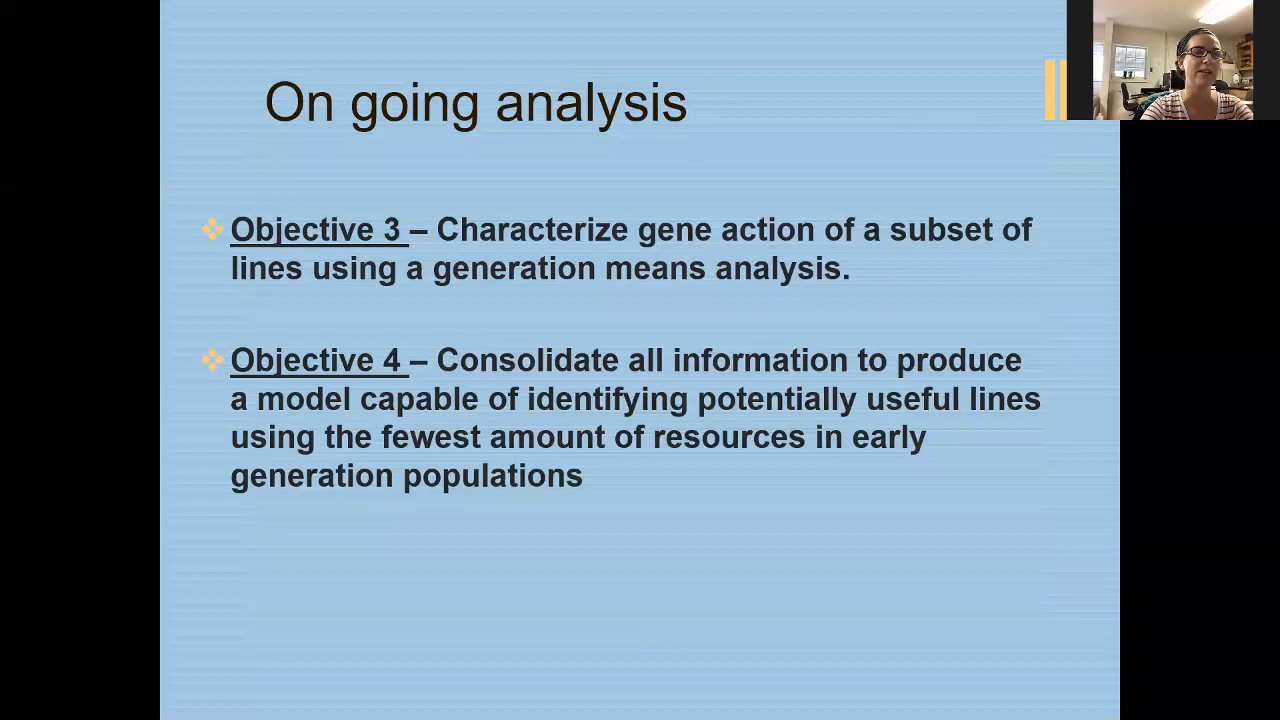 On going analysis
Objective 3 – Characterize gene action of a subset of
lines using a generation means analysis.
Objective 4 – Consolidate all information to produce
a model capable of identifying potentially useful lines
using the fewest amount of resources in early
generation populations